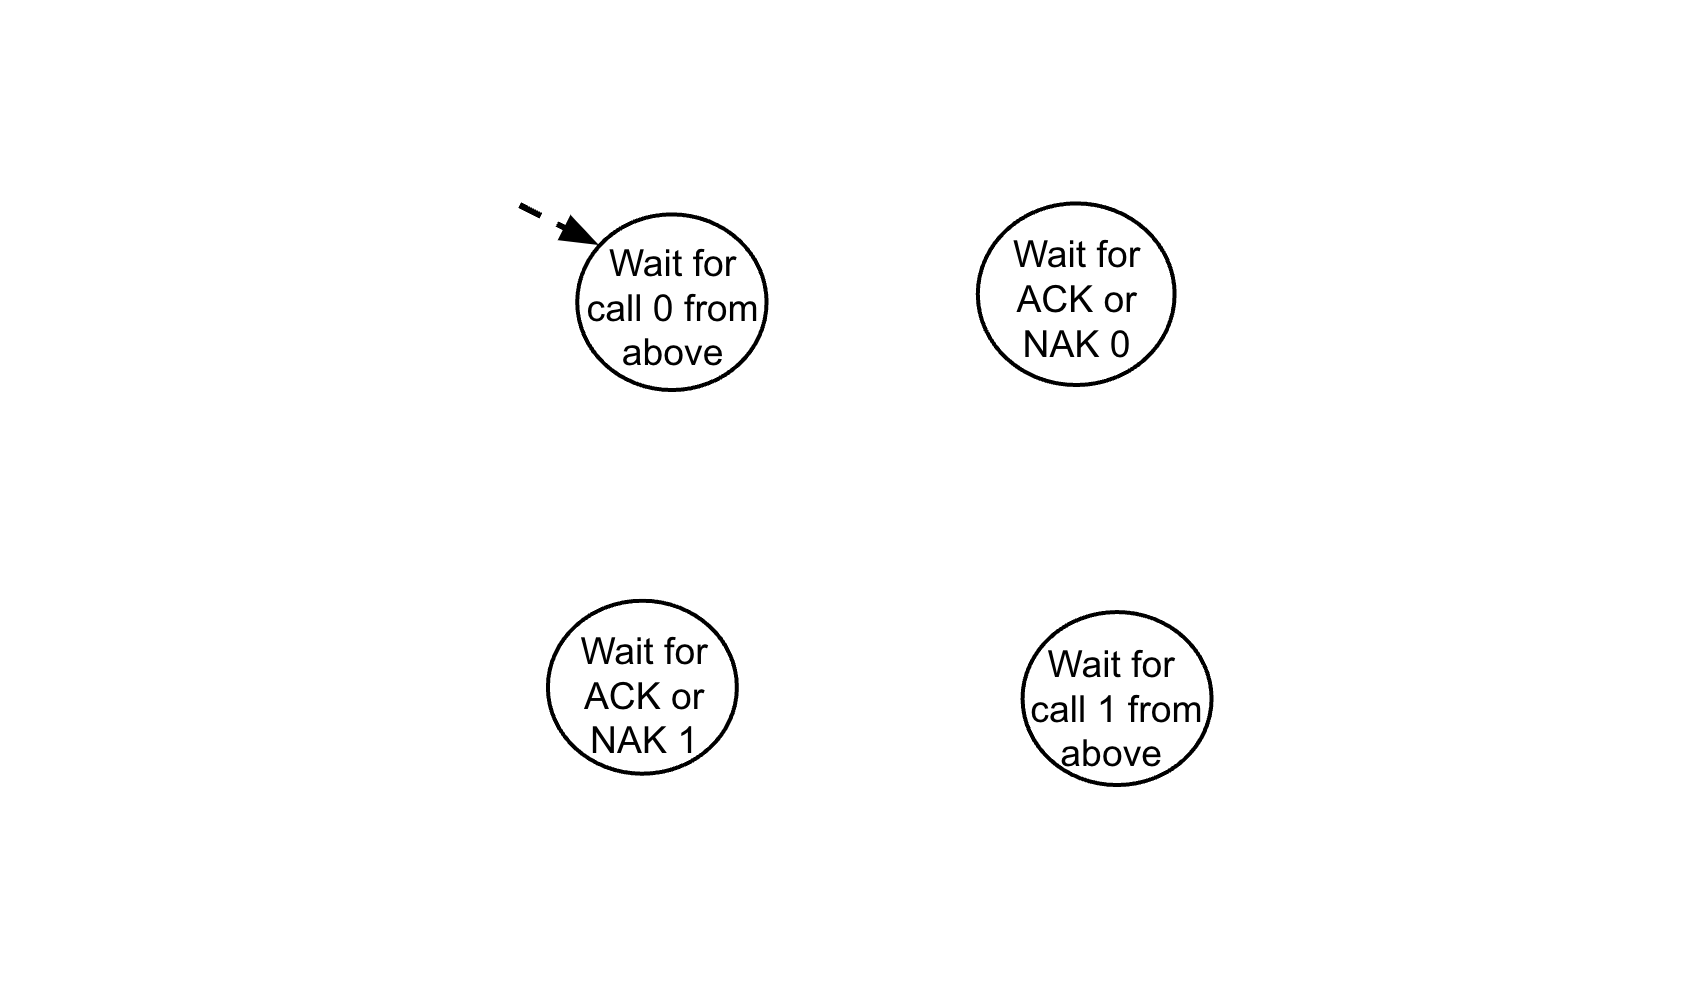 Wait for
call 0 from
above
Wait for
ACK or
NAK 0
Wait for
ACK or
NAK 1
Wait for
call 1 from
above